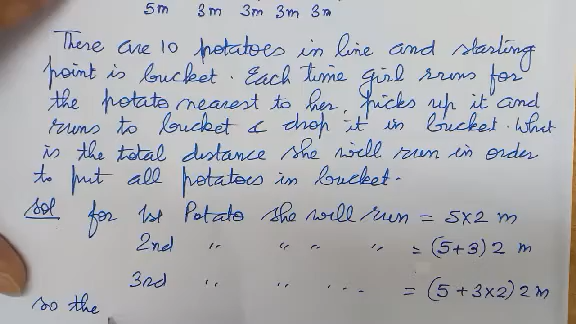 5m 3m 3m 3m 3m
There are 10 potatoes in line and starting
point is bucket. Each time girl runs for
the potato nearest to her, picks up it and
runs to bucket & drop it in bucket. What
is the total distance she will run in order
to put all potatoes in bucket.
Sol for 1st Potato she will run = 5×2 m
2nd " " " " = (5+3) 2 m
3rd " " ... = (5+3×2) 2 m
so the